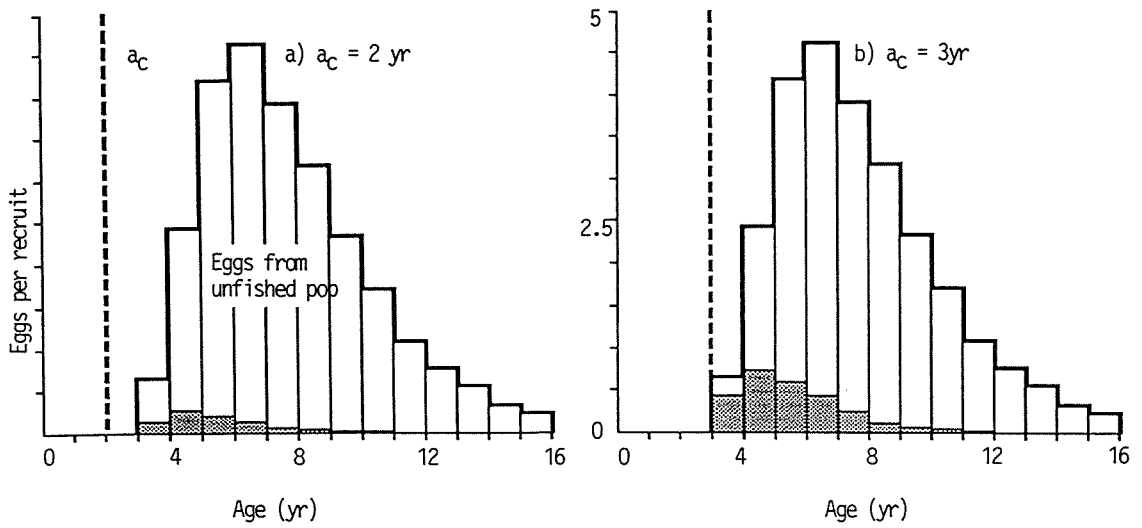 a_c
a) a_c = 2 yr
Eggs per recruit
Eggs from
unfished pop
0 4 8 12 16
Age (yr)
b) a_c = 3yr
5
2.5
0
0 4 8 12 16
Age (yr)